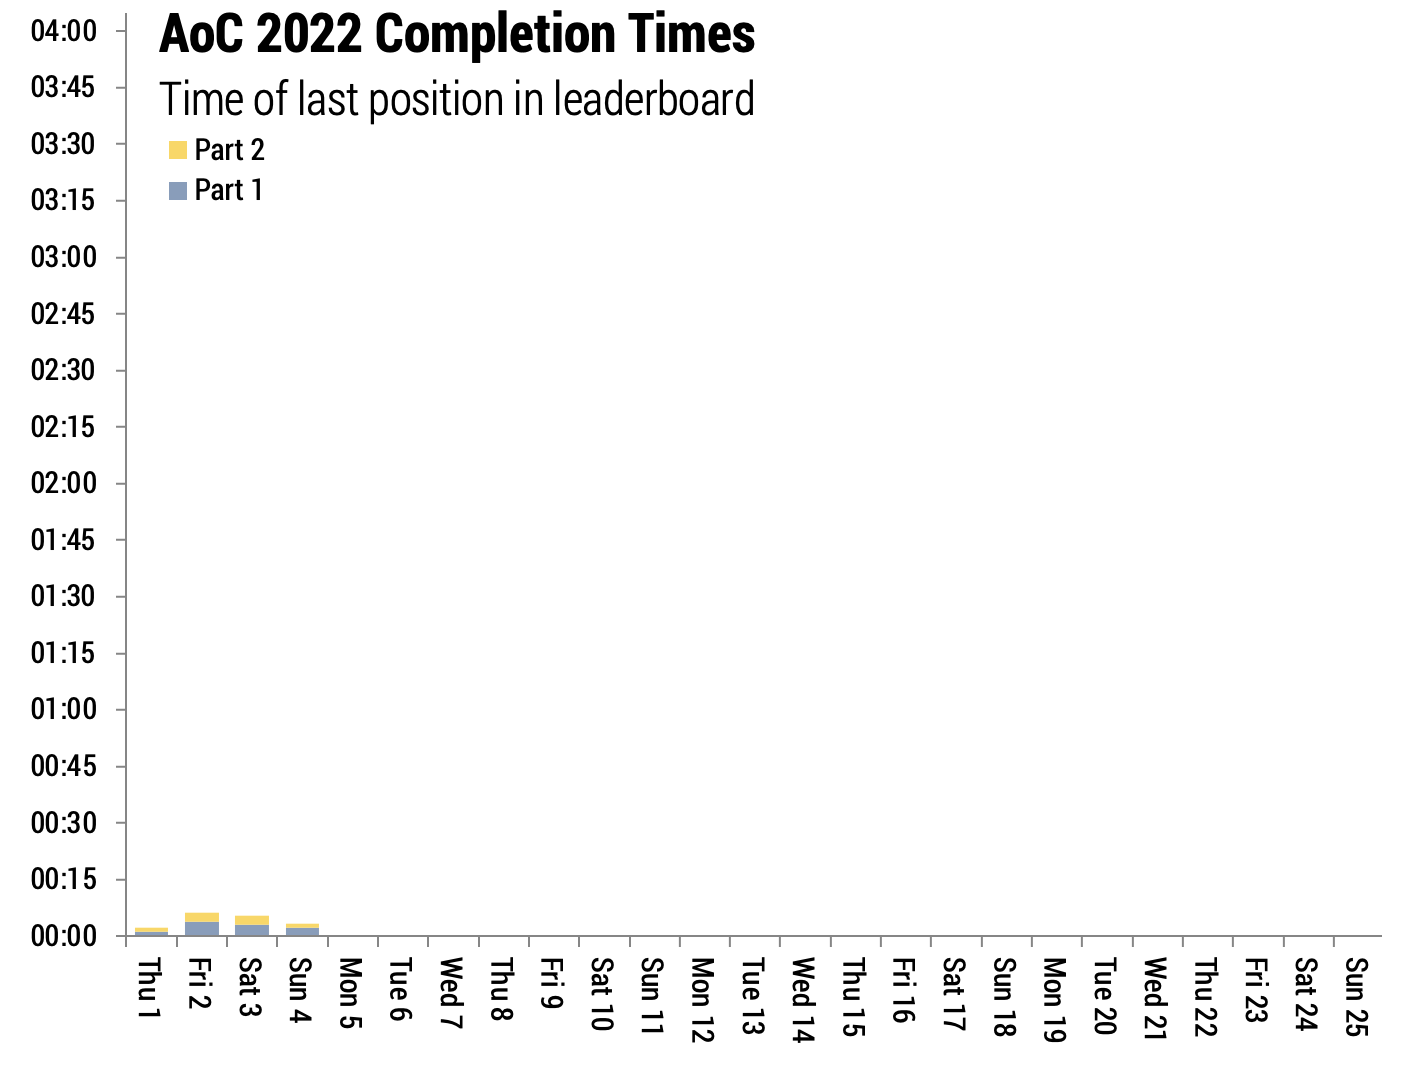 AoC 2022 Completion Times
Time of last position in leaderboard
Part 2
Part 1
04:00
03:45
03:30
03:15
03:00
02:45
02:30
02:15
02:00
01:45
01:30
01:15
01:00
00:45
00:30
00:15
00:00
Thu 1
Fri 2
Sat 3
Sun 4
Mon 5
Tue 6
Wed 7
Thu 8
Fri 9
Sat 10
Sun 11
Mon 12
Tue 13
Wed 14
Thu 15
Fri 16
Sat 17
Sun 18
Mon 19
Tue 20
Wed 21
Thu 22
Fri 23
Sat 24
Sun 25